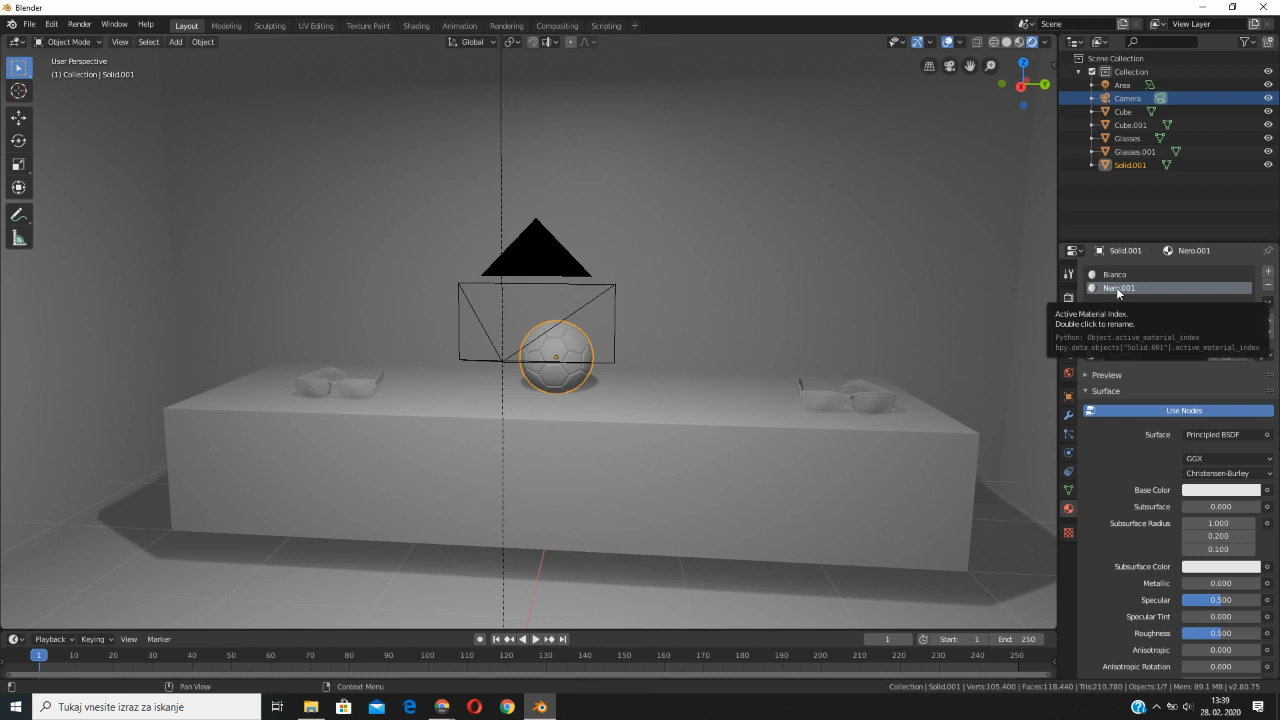 Blender
File Edit Render Window Help Layout Modeling Sculpting UV Editing Texture Paint Shading Animation Rendering Compositing Scripting + Scene View Layer
Object Mode View Select Add Object Global
User Perspective
(1) Collection | Solid.001
Z
Y
X
Scene Collection
Collection
Area
Camera
Cube
Cube.001
Glasses
Glasses.001
Solid.001
Solid.001 Nero.001
Bianco
Nero.001
Active Material Index.
Double click to rename.
Python: Object.active_material_index
bpy.data.objects["Solid.001"].active_material_index
Preview
Surface
Use Nodes
Surface Principled BSDF
GGX
Christensen-Burley
Base Color
Subsurface 0.000
Subsurface Radius 1.000
0.200
0.100
Subsurface Color
Metallic 0.000
Specular 0.500
Specular Tint 0.000
Roughness 0.500
Anisotropic 0.000
Anisotropic Rotation 0.000
Playback Keying View Marker 1 Start: 1 End: 250
1 10 20 30 40 50 60 70 80 90 100 110 120 130 140 150 160 170 180 190 200 210 220 230 240 250
Pan View Context Menu Collection | Solid.001 | Verts:105,400 | Faces:118,440 | Tris:210,780 | Objects:1/7 | Mem: 89.1 MB | v2.80.75
Tukaj vnesite izraz za iskanje
13:39
28. 02. 2020